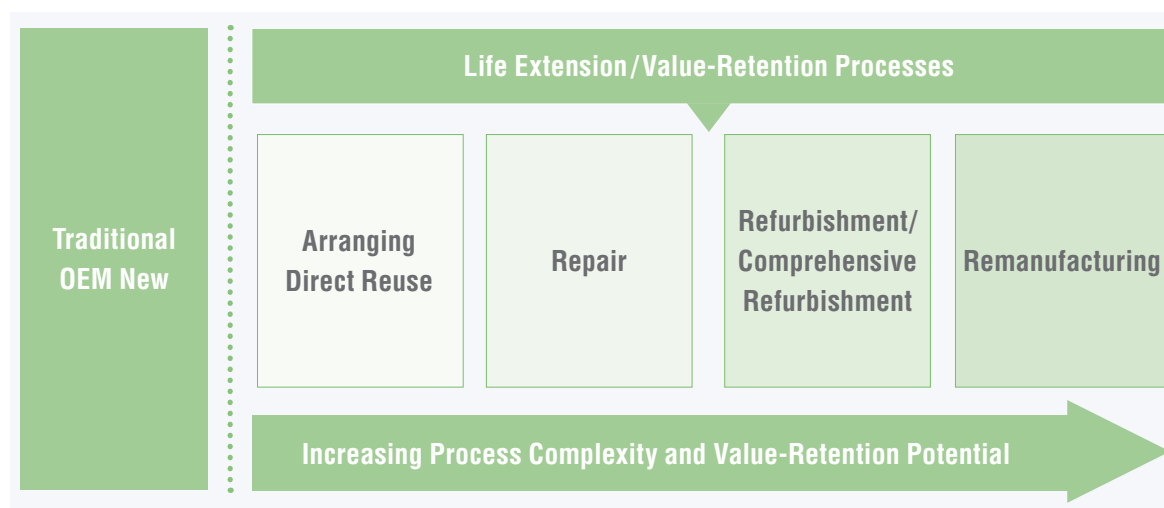 Life Extension/Value-Retention Processes
Traditional
OEM New
Arranging
Direct Reuse
Repair
Refurbishment/
Comprehensive
Refurbishment
Remanufacturing
Increasing Process Complexity and Value-Retention Potential